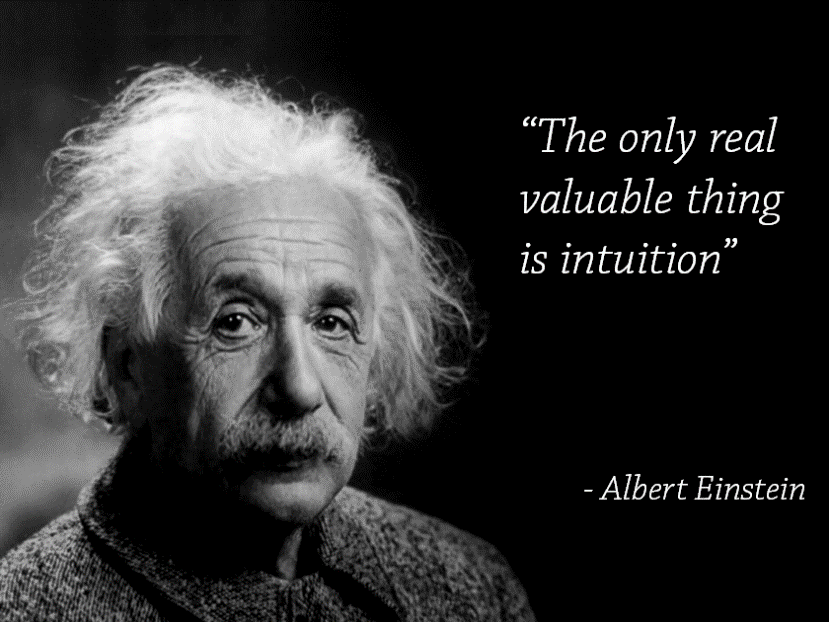 “The only real
valuable thing
is intuition”
- Albert Einstein